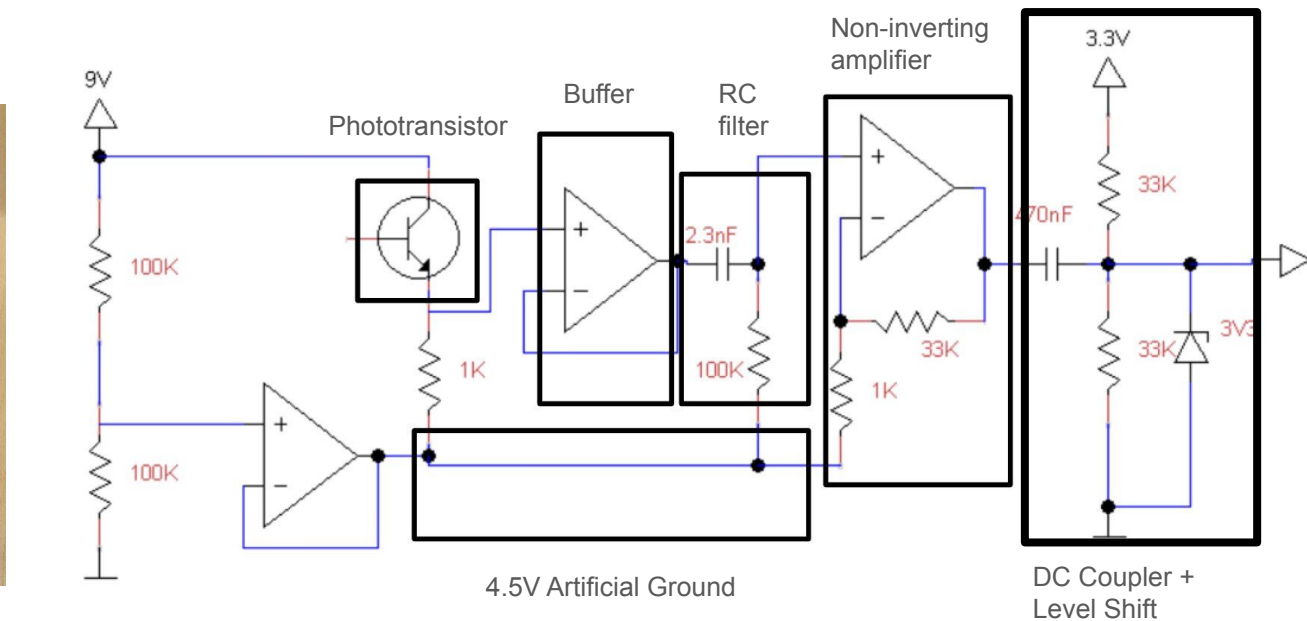 Non-inverting
amplifier
3.3V
9V
Buffer
RC
filter
Phototransistor
33K
470nF
2.3nF
100K
3V3
33K
33K
1K
100K
1K
100K
4.5V Artificial Ground
DC Coupler +
Level Shift